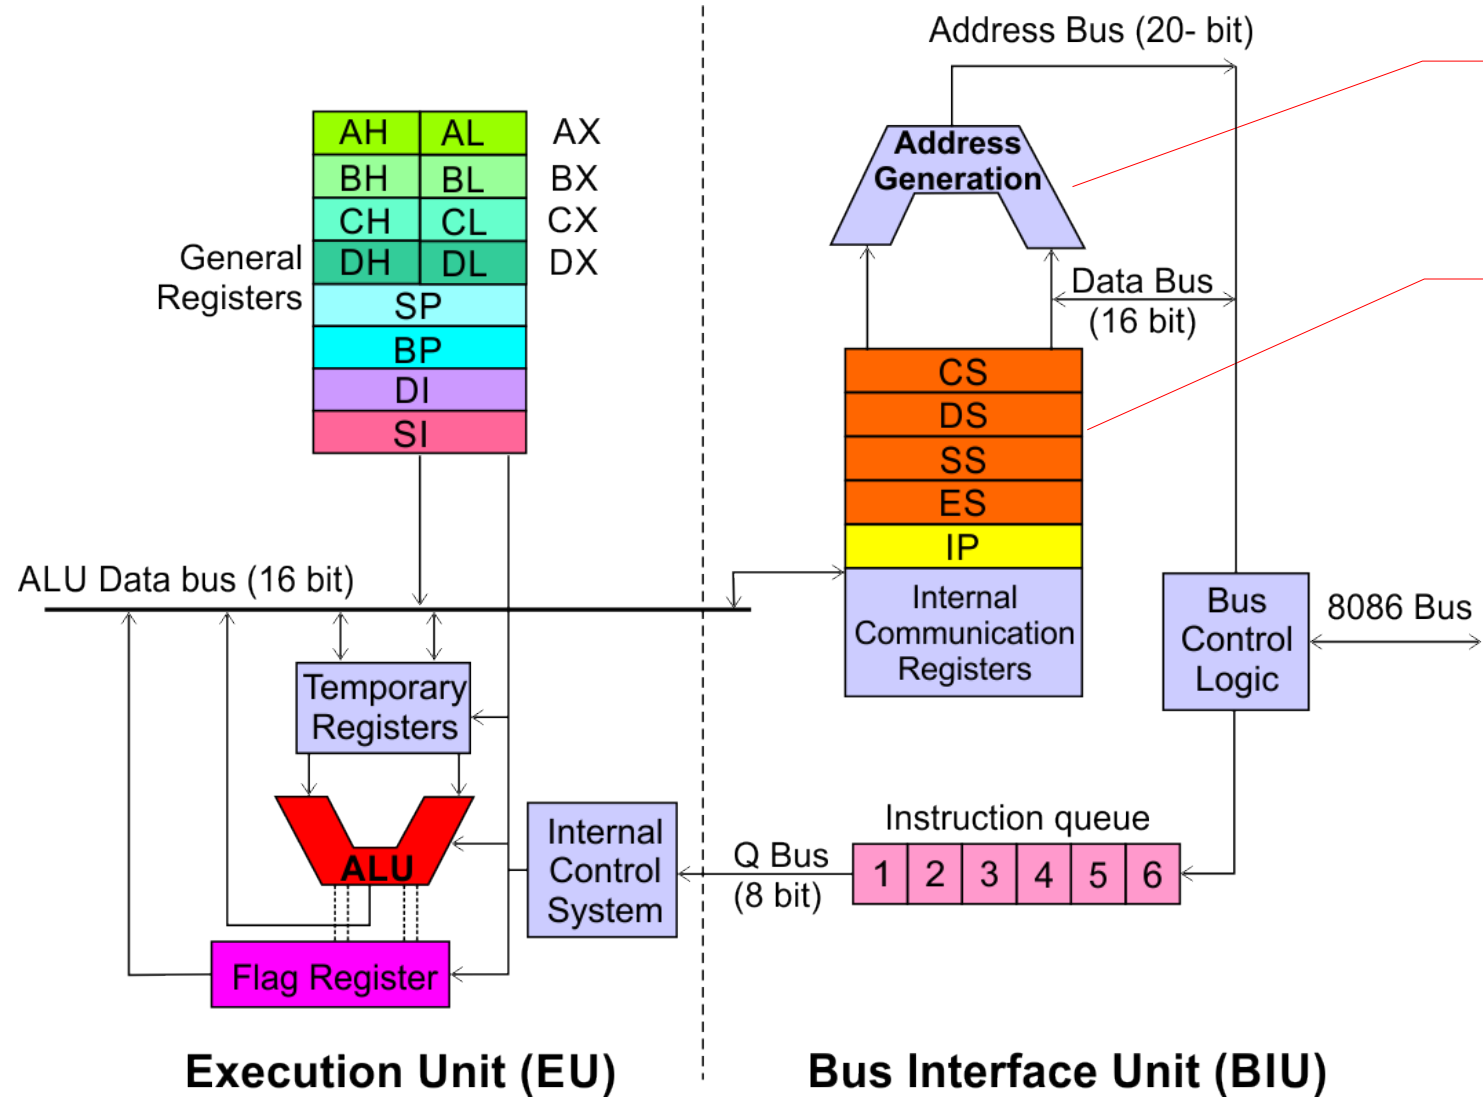 Address Bus (20- bit)
AH AL AX
BH BL BX
CH CL CX
DH DL DX
General
Registers
SP
BP
DI
SI
Address
Generation
Data Bus
(16 bit)
CS
DS
SS
ES
IP
Internal
Communication
Registers
Bus
Control
Logic
8086 Bus
ALU Data bus (16 bit)
Temporary
Registers
ALU
Internal
Control
System
Flag Register
Q Bus
(8 bit)
Instruction queue
1 2 3 4 5 6
Execution Unit (EU)
Bus Interface Unit (BIU)